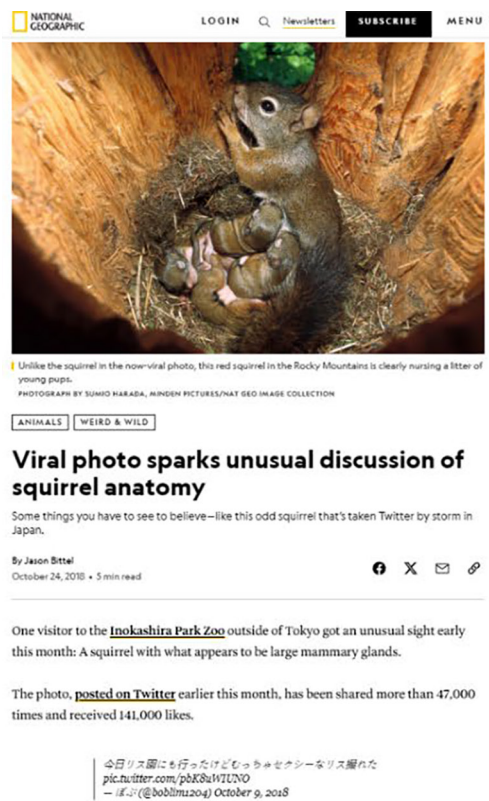 NATIONAL
GEOGRAPHIC
LOGIN
Newsletters
SUBSCRIBE
MENU
Unlike the squirrel in the now-viral photo, this red squirrel in the Rocky Mountains is clearly nursing a litter of
young pups.
PHOTOGRAPH BY SUMIO HARADA, MINDEN PICTURES/NAT GEO IMAGE COLLECTION
ANIMALS
WEIRD & WILD
Viral photo sparks unusual discussion of
squirrel anatomy
Some things you have to see to believe—like this odd squirrel that's taken Twitter by storm in
Japan.
By Jason Bittel
October 24, 2018 • 5 min read
One visitor to the Inokashira Park Zoo outside of Tokyo got an unusual sight early
this month: A squirrel with what appears to be large mammary glands.
The photo, posted on Twitter earlier this month, has been shared more than 47,000
times and received 141,000 likes.
今日リス園にも行ったけどむっちゃセクシーなリス撮れた
pic.twitter.com/pbK8uWIUNO
— ぼぶ (@boblim1204) October 9, 2018